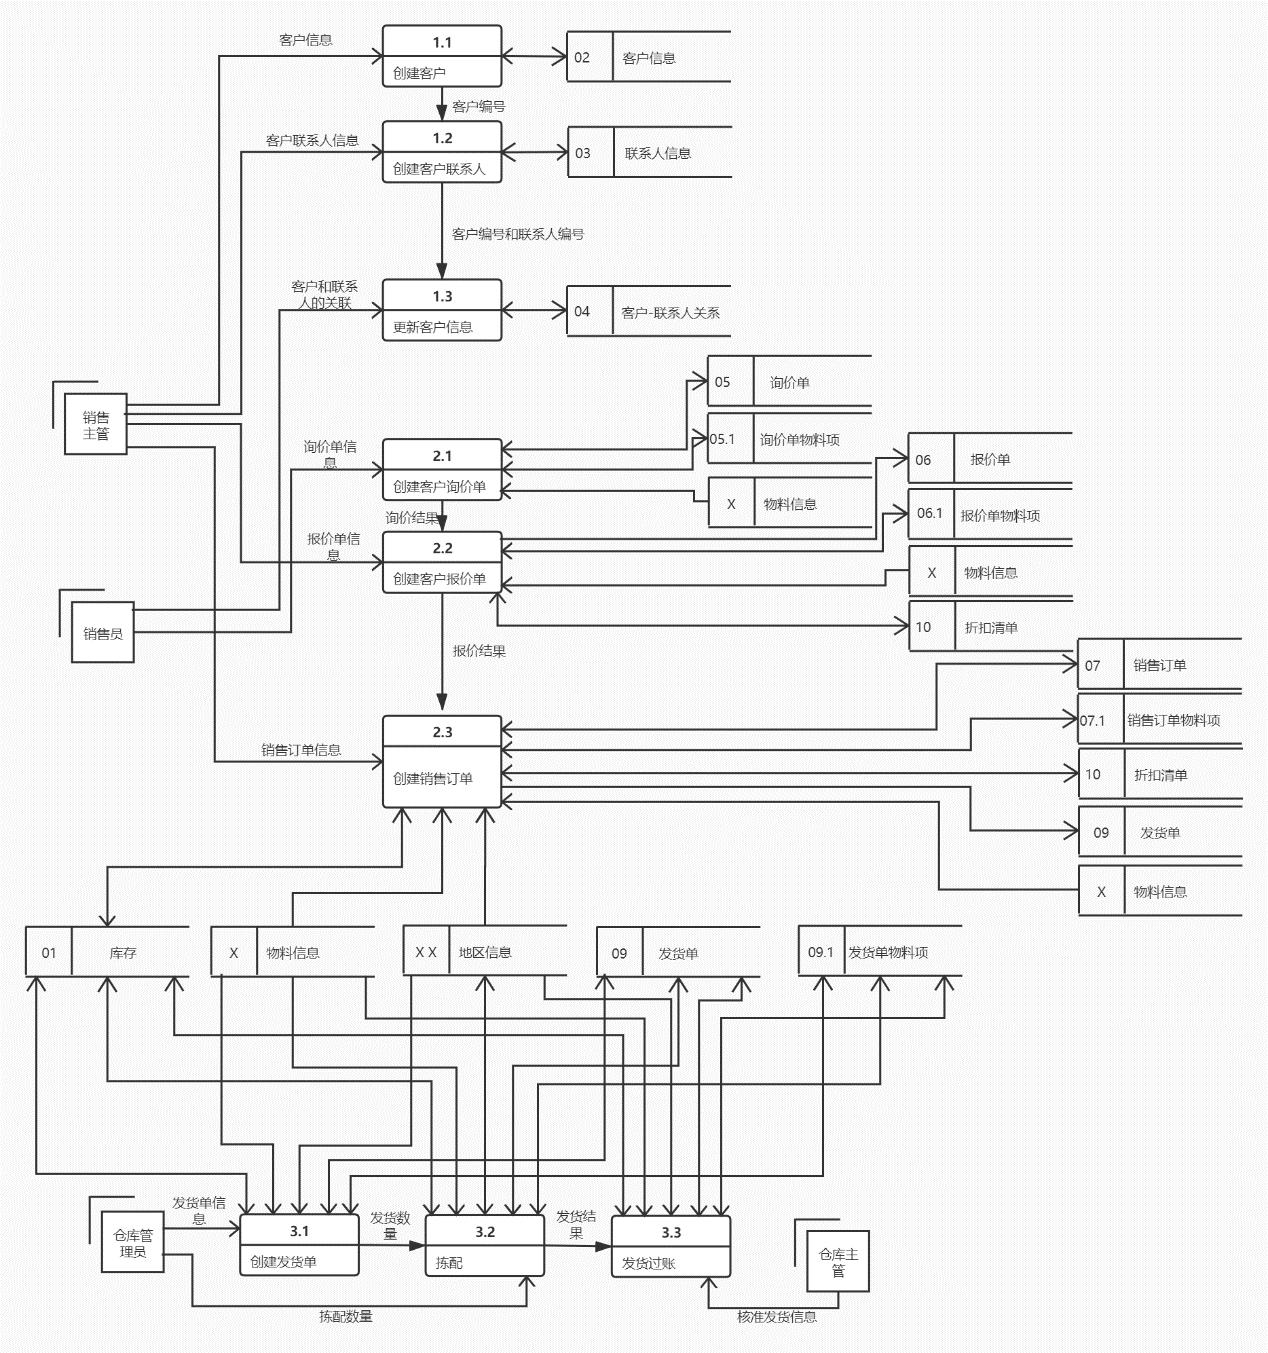 客户信息
1.1
创建客户
02
客户信息
客户编号
客户联系人信息
1.2
创建客户联系人
03
联系人信息
客户编号和联系人编号
客户和联系
人的关联
1.3
更新客户信息
04
客户-联系人关系
销售
主管
05
询价单
05.1
询价单物料项
X
物料信息
询价单信
息
2.1
创建客户询价单
06
报价单
06.1
报价单物料项
X
物料信息
10
折扣清单
询价结果
报价单信
息
2.2
创建客户报价单
销售员
报价结果
07
销售订单
07.1
销售订单物料项
10
折扣清单
09
发货单
X
物料信息
销售订单信息
2.3
创建销售订单
01
库存
X
物料信息
X X
地区信息
09
发货单
09.1
发货单物料项
仓库管
理员
发货单信
息
3.1
创建发货单
发货数
量
3.2
拣配
发货结
果
3.3
发货过账
仓库主
管
拣配数量
核准发货信息